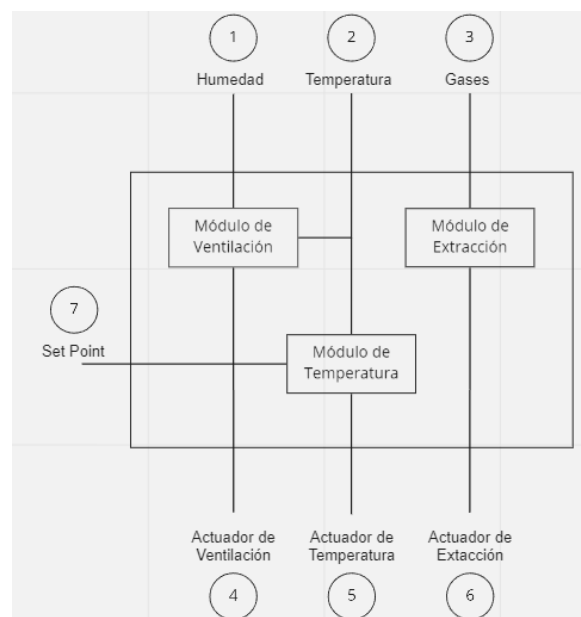 1 2 3
Humedad Temperatura Gases
Módulo de Módulo de
Ventilación Extracción
7
Set Point
Módulo de
Temperatura
Actuador de Actuador de Actuador de
Ventilación Temperatura Extacción
4 5 6